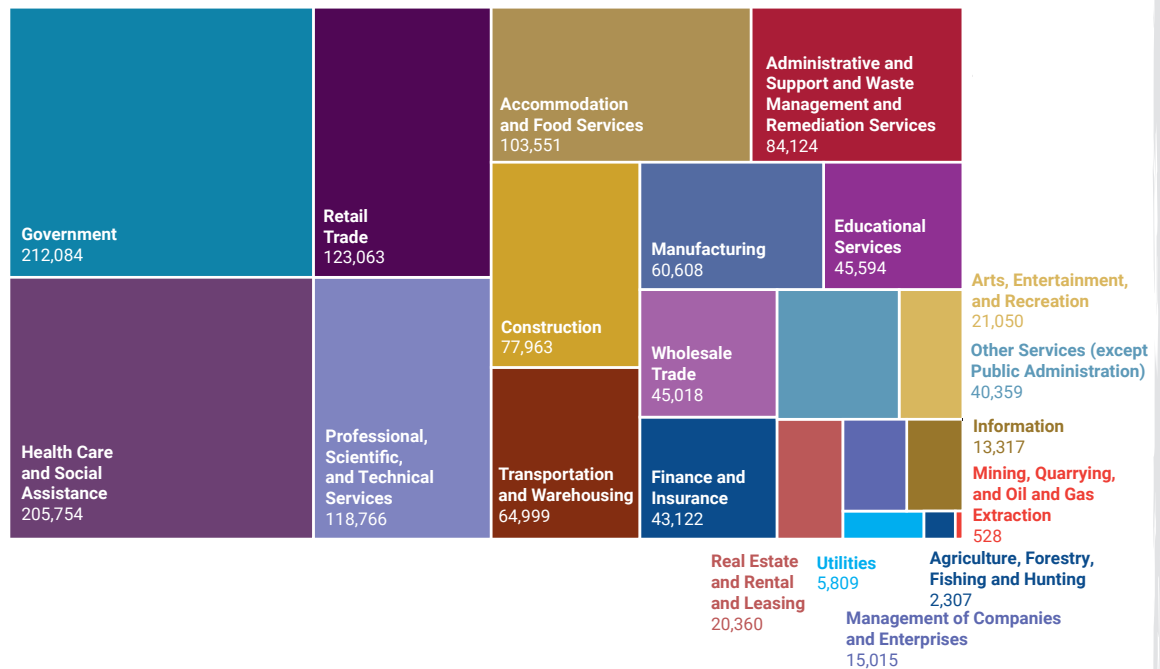 Government
212,084
Health Care
and Social
Assistance
205,754
Retail
Trade
123,063
Professional,
Scientific,
and Technical
Services
118,766
Accommodation
and Food Services
103,551
Administrative and
Support and Waste
Management and
Remediation Services
84,124
Construction
77,963
Transportation
and Warehousing
64,999
Manufacturing
60,608
Educational
Services
45,594
Wholesale
Trade
45,018
Finance and
Insurance
43,122
Arts, Entertainment,
and Recreation
21,050
Other Services (except
Public Administration)
40,359
Information
13,317
Mining, Quarrying,
and Oil and Gas
Extraction
528
Real Estate
and Rental
and Leasing
20,360
Utilities
5,809
Agriculture, Forestry,
Fishing and Hunting
2,307
Management of Companies
and Enterprises
15,015